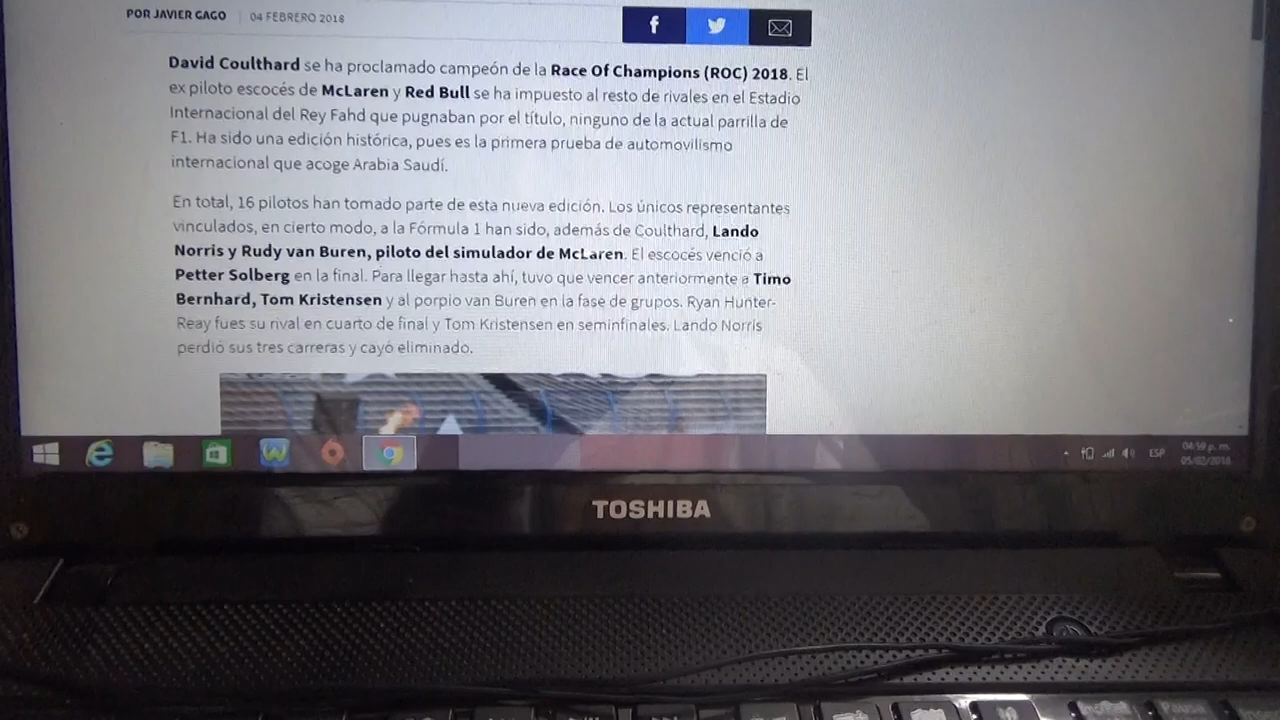 POR JAVIER GAGO | 04 FEBRERO 2018
David Coulthard se ha proclamado campeón de la Race Of Champions (ROC) 2018. El
ex piloto escocés de McLaren y Red Bull se ha impuesto al resto de rivales en el Estadio
Internacional del Rey Fahd que pugnaban por el título, ninguno de la actual parrilla de
F1. Ha sido una edición histórica, pues es la primera prueba de automovilismo
internacional que acoge Arabia Saudí.
En total, 16 pilotos han tomado parte de esta nueva edición. Los únicos representantes
vinculados, en cierto modo, a la Fórmula 1 han sido, además de Coulthard, Lando
Norris y Rudy van Buren, piloto del simulador de McLaren. El escocés venció a
Petter Solberg en la final. Para llegar hasta ahí, tuvo que vencer anteriormente a Timo
Bernhard, Tom Kristensen y al porpio van Buren en la fase de grupos. Ryan Hunter-
Reay fues su rival en cuarto de final y Tom Kristensen en seminfinales. Lando Norris
perdió sus tres carreras y cayó eliminado.
ESP
04:59 p. m.
05/02/2018
TOSHIBA